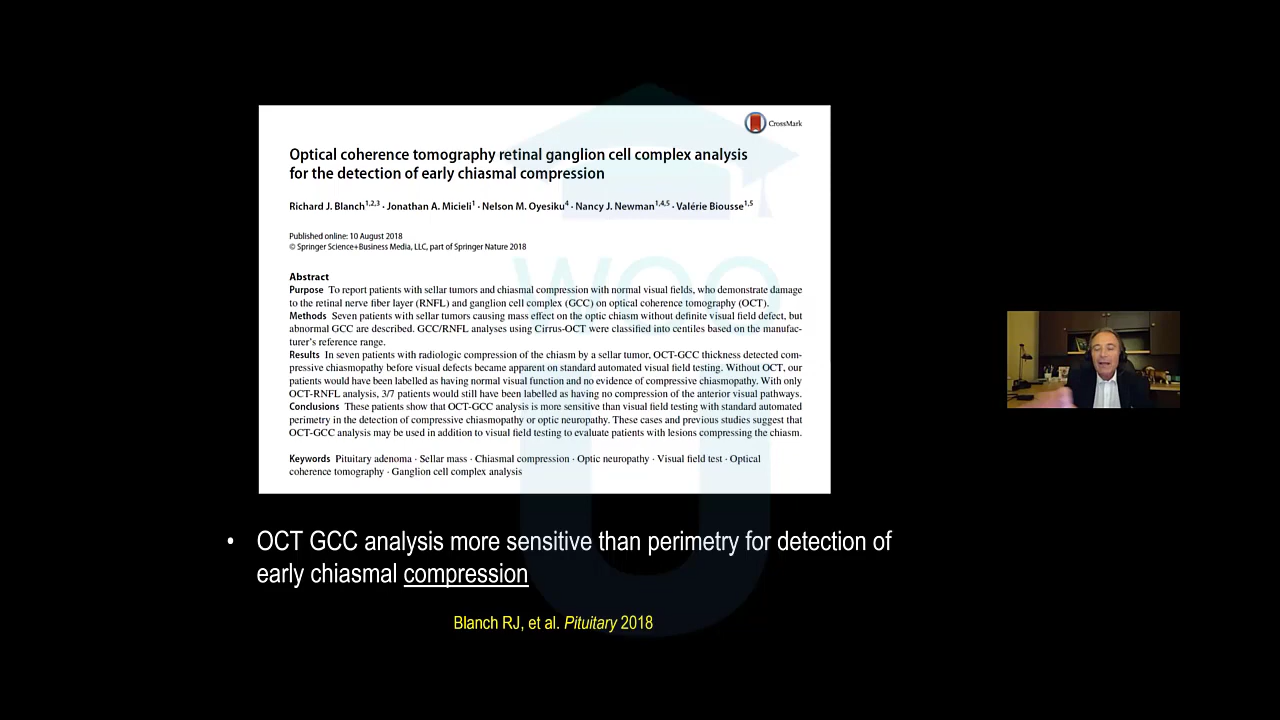 CrossMark
Optical coherence tomography retinal ganglion cell complex analysis
for the detection of early chiasmal compression
Richard J. Blanch1,2,3 · Jonathan A. Micieli1 · Nelson M. Oyesiku4 · Nancy J. Newman1,4,5 · Valérie Biousse1,5
Published online: 10 August 2018
© Springer Science+Business Media, LLC, part of Springer Nature 2018
Abstract
Purpose To report patients with sellar tumors and chiasmal compression with normal visual fields, who demonstrate damage
to the retinal nerve fiber layer (RNFL) and ganglion cell complex (GCC) on optical coherence tomography (OCT).
Methods Seven patients with sellar tumors causing mass effect on the optic chiasm without definite visual field defect, but
abnormal GCC are described. GCC/RNFL analyses using Cirrus-OCT were classified into centiles based on the manufac-
turer's reference range.
Results In seven patients with radiologic compression of the chiasm by a sellar tumor, OCT-GCC thickness detected com-
pressive chiasmopathy before visual defects became apparent on standard automated visual field testing. Without OCT, our
patients would have been labelled as having normal visual function and no evidence of compressive chiasmopathy. With only
OCT-RNFL analysis, 3/7 patients would still have been labelled as having no compression of the anterior visual pathways.
Conclusions These patients show that OCT-GCC analysis is more sensitive than visual field testing with standard automated
perimetry in the detection of compressive chiasmopathy or optic neuropathy. These cases and previous studies suggest that
OCT-GCC analysis may be used in addition to visual field testing to evaluate patients with lesions compressing the chiasm.
Keywords Pituitary adenoma · Sellar mass · Chiasmal compression · Optic neuropathy · Visual field test · Optical
coherence tomography · Ganglion cell complex analysis
• OCT GCC analysis more sensitive than perimetry for detection of
early chiasmal compression
Blanch RJ, et al. Pituitary 2018